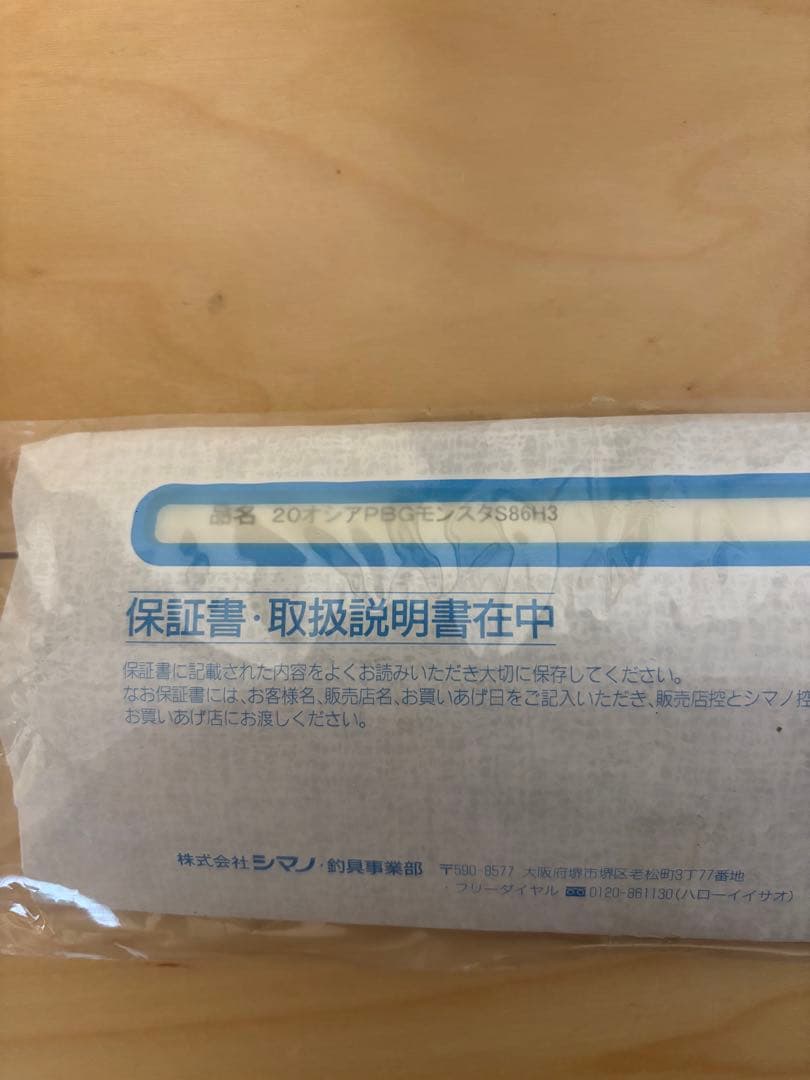 品名 20オシアPBGモンスタS86H3
保証書・取扱説明書在中
保証書に記載された内容をよくお読みいただき大切に保存してください。
なお保証書には、お客様名、販売店名、お買いあげ日をご記入いただき、販売店控とシマノ控
お買いあげ店にお渡しください。
株式会社シマノ・釣具事業部 〒590-8577 大阪府堺市堺区老松町3丁77番地
・フリーダイヤル 0120-861130(ハローイイサオ)